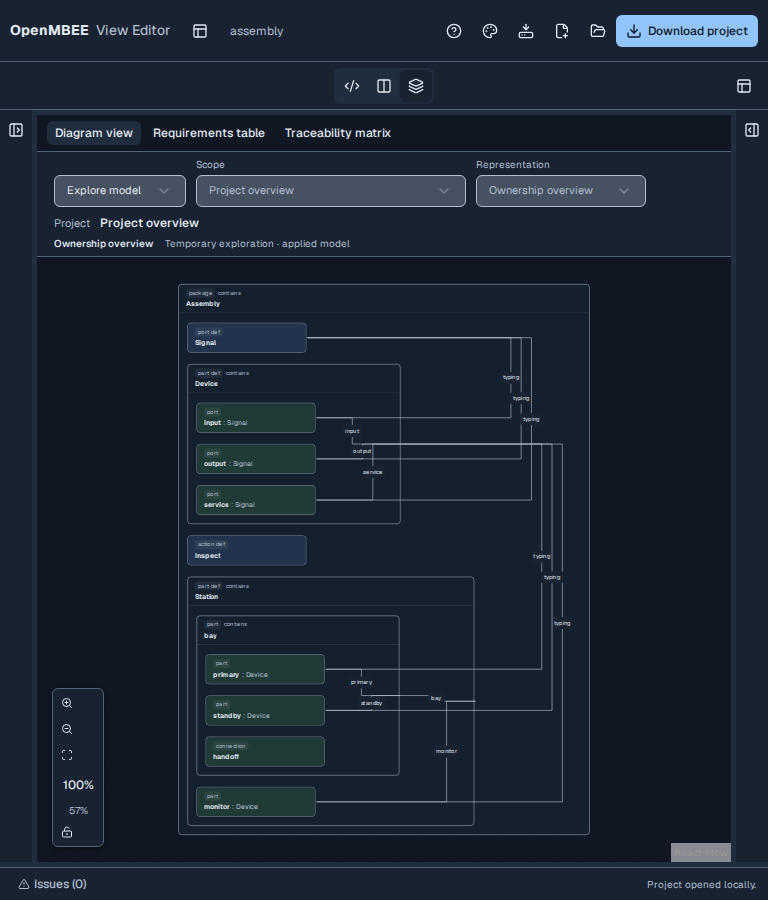 OpenMBEE View Editor assembly Download project
Diagram view Requirements table Traceability matrix
Scope Representation
Explore model Project overview Ownership overview
Project Project overview
Ownership overview Temporary exploration · applied model
package contains
Assembly
port def
Signal
part def contains
Device
typing
typing
port
input : Signal
typing
input
port
output : Signal
output
service
port
service : Signal
action def
Inspect
typing
typing
part def contains
Station
part contains
bay
typing
part
primary : Device
primary
bay
part
standby : Device
standby
connection
handoff
monitor
part
monitor : Device
100%
57%
React Flow
Issues (0) Project opened locally.